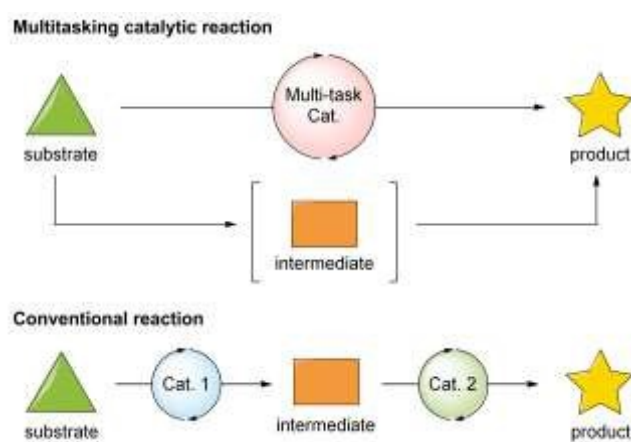 Multitasking catalytic reaction
Multi-task
Cat.
substrate
product
intermediate
Conventional reaction
Cat. 1
Cat. 2
substrate
intermediate
product